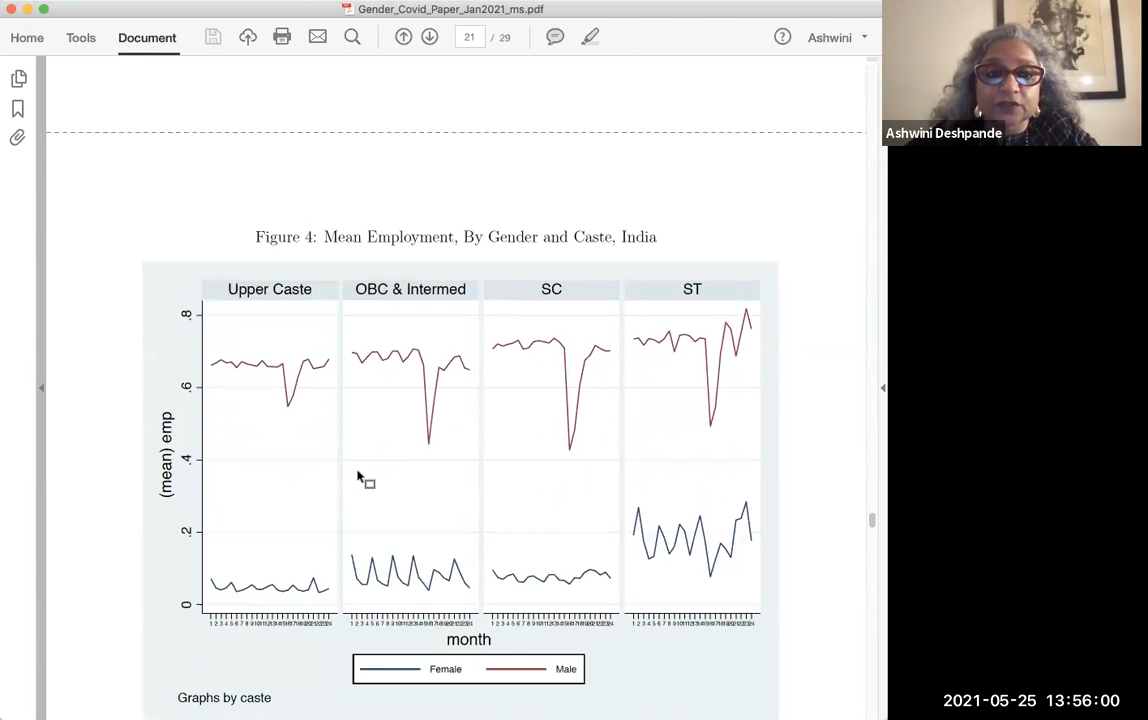 Gender_Covid_Paper_Jan2021_ms.pdf
Home Tools Document 21 / 29 Ashwini
Ashwini Deshpande
Figure 4: Mean Employment, By Gender and Caste, India
Upper Caste OBC & Intermed SC ST
.8
.6
.4
.2
0
(mean) emp
month
Female Male
Graphs by caste
2021-05-25 13:56:00